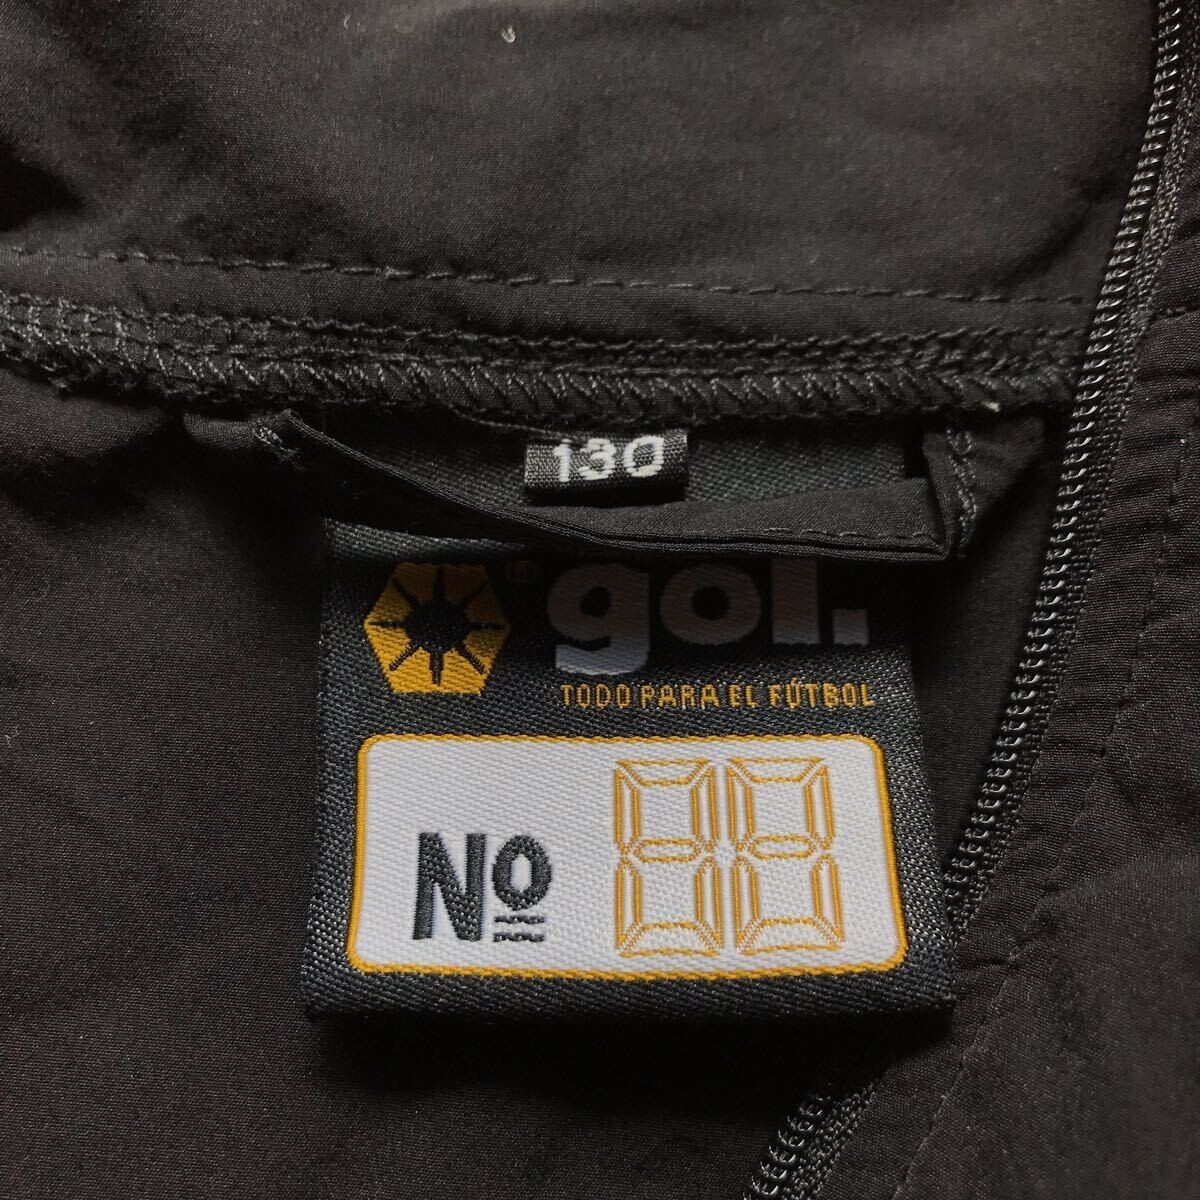 130
® gol.
TODO PARA EL FÚTBOL
Nº 88